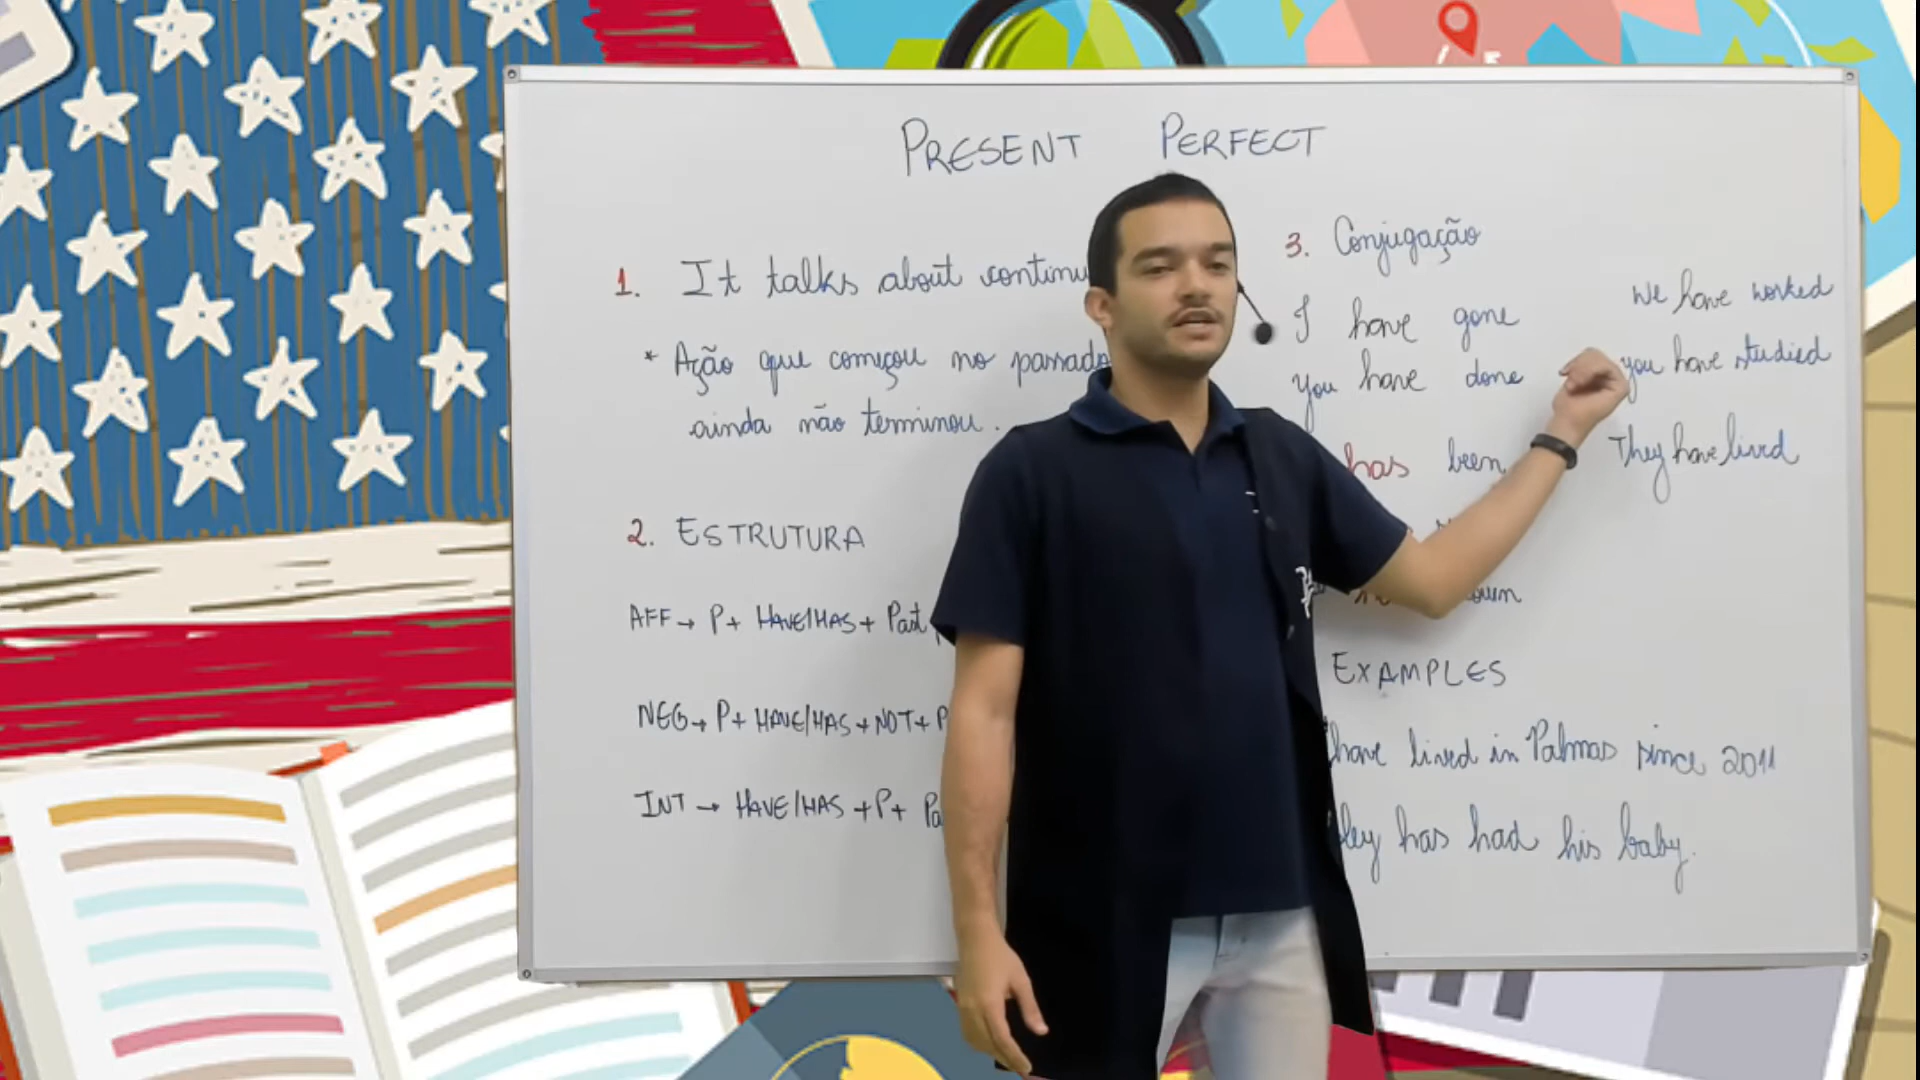 PRESENT PERFECT
1. It talks about
* Ação que começou no passado
ainda não terminou.
2. ESTRUTURA
AFF → P + HAVE/HAS + Past
NEG → P + HAVE/HAS + NOT + P
INT → HAVE/HAS + P + Pa
3. Conjugação
I have gone
You have done
has been
We have worked
you have studied
They have lived
EXAMPLES
have lived in Palmas since 2011
has had his baby.